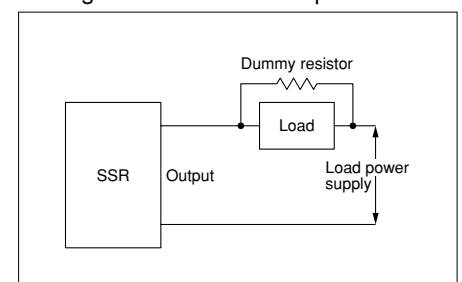 Dummy resistor
Load
SSR
Output
Load power
supply